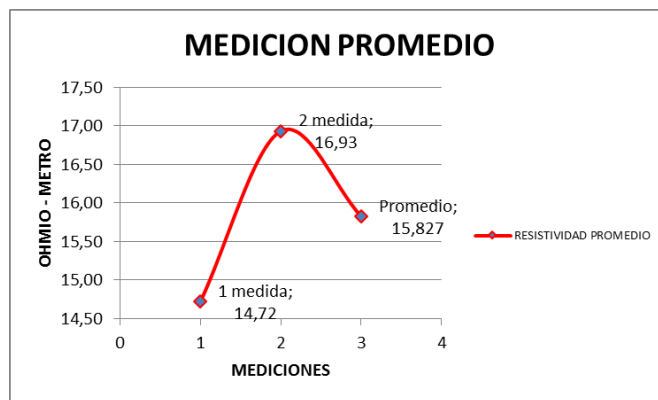 MEDICION PROMEDIO
17,50
17,00
16,50
16,00
15,50
15,00
14,50
OHMIO - METRO
2 medida;
16,93
Promedio;
15,827
1 medida;
14,72
RESISTIVIDAD PROMEDIO
0
1
2
3
4
MEDICIONES